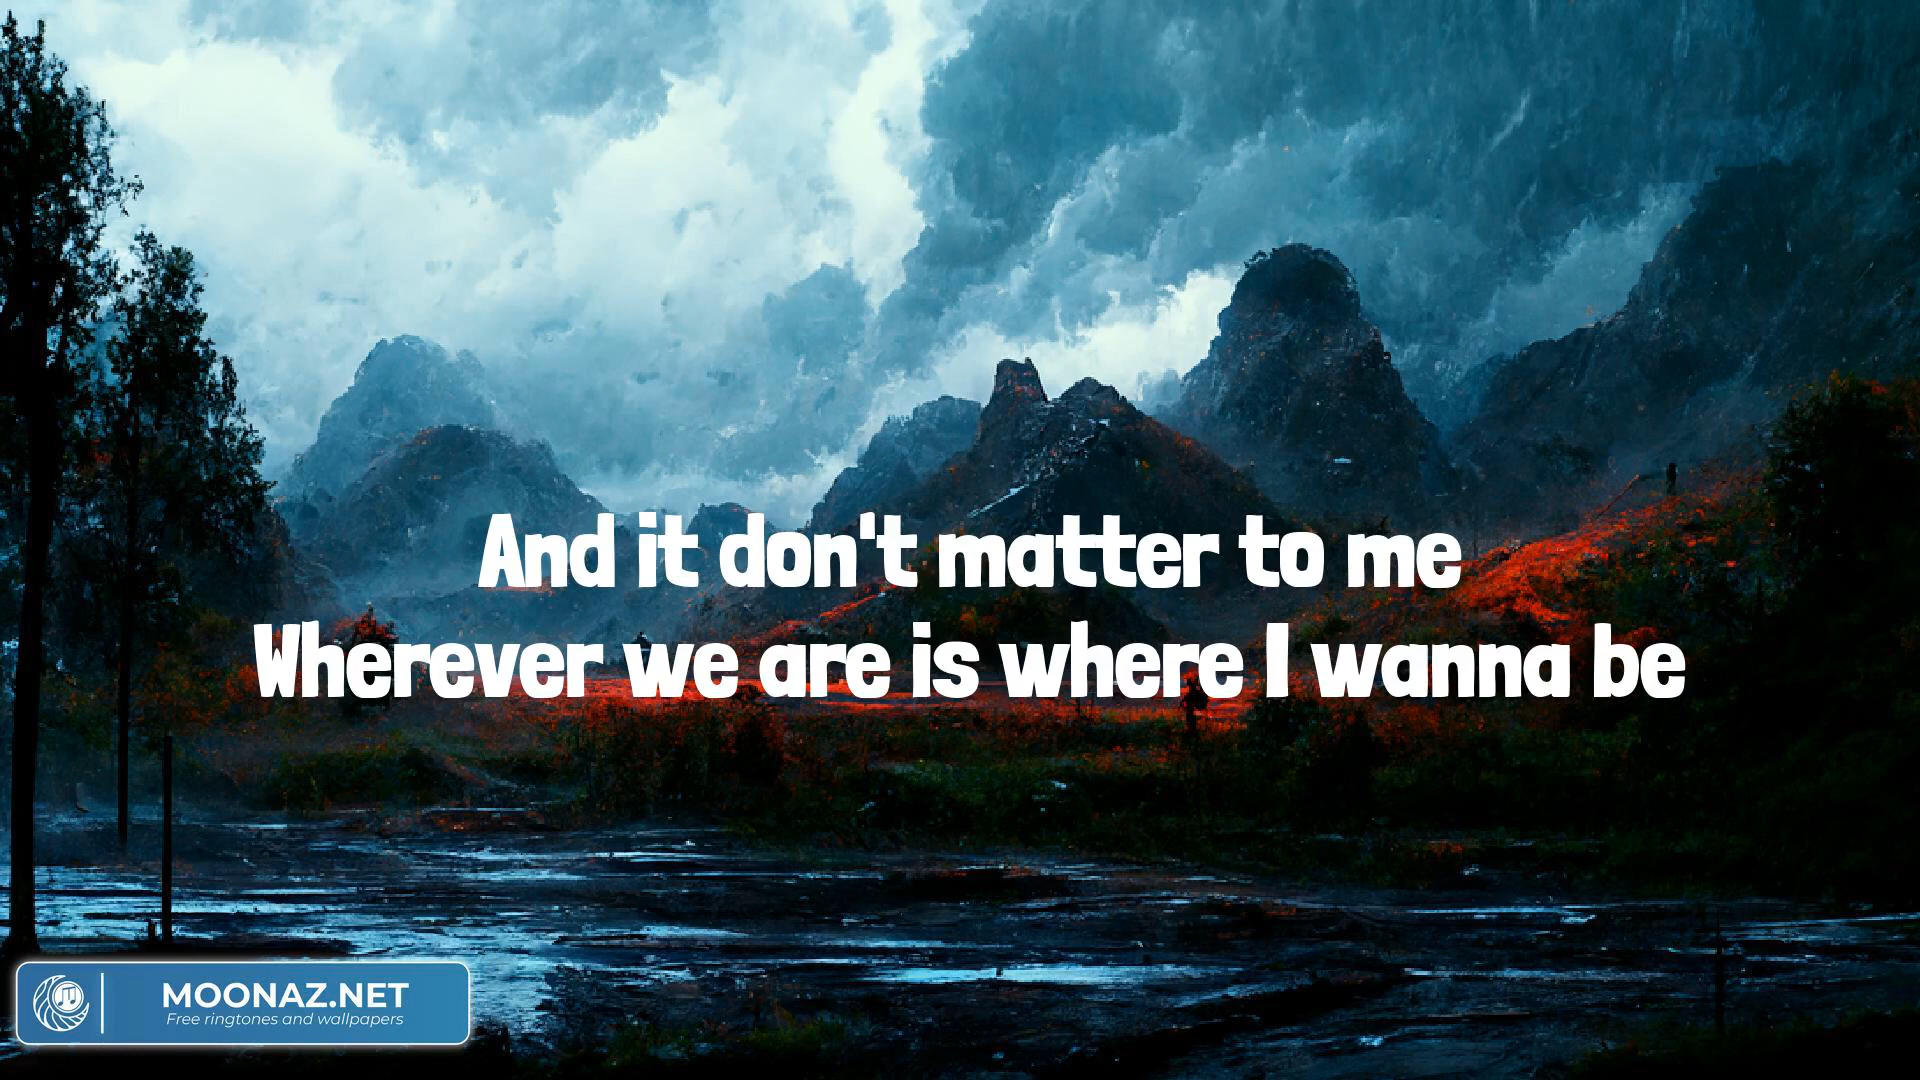 And it don't matter to me
Wherever we are is where I wanna be
MOONAZ.NET
Free ringtones and wallpapers